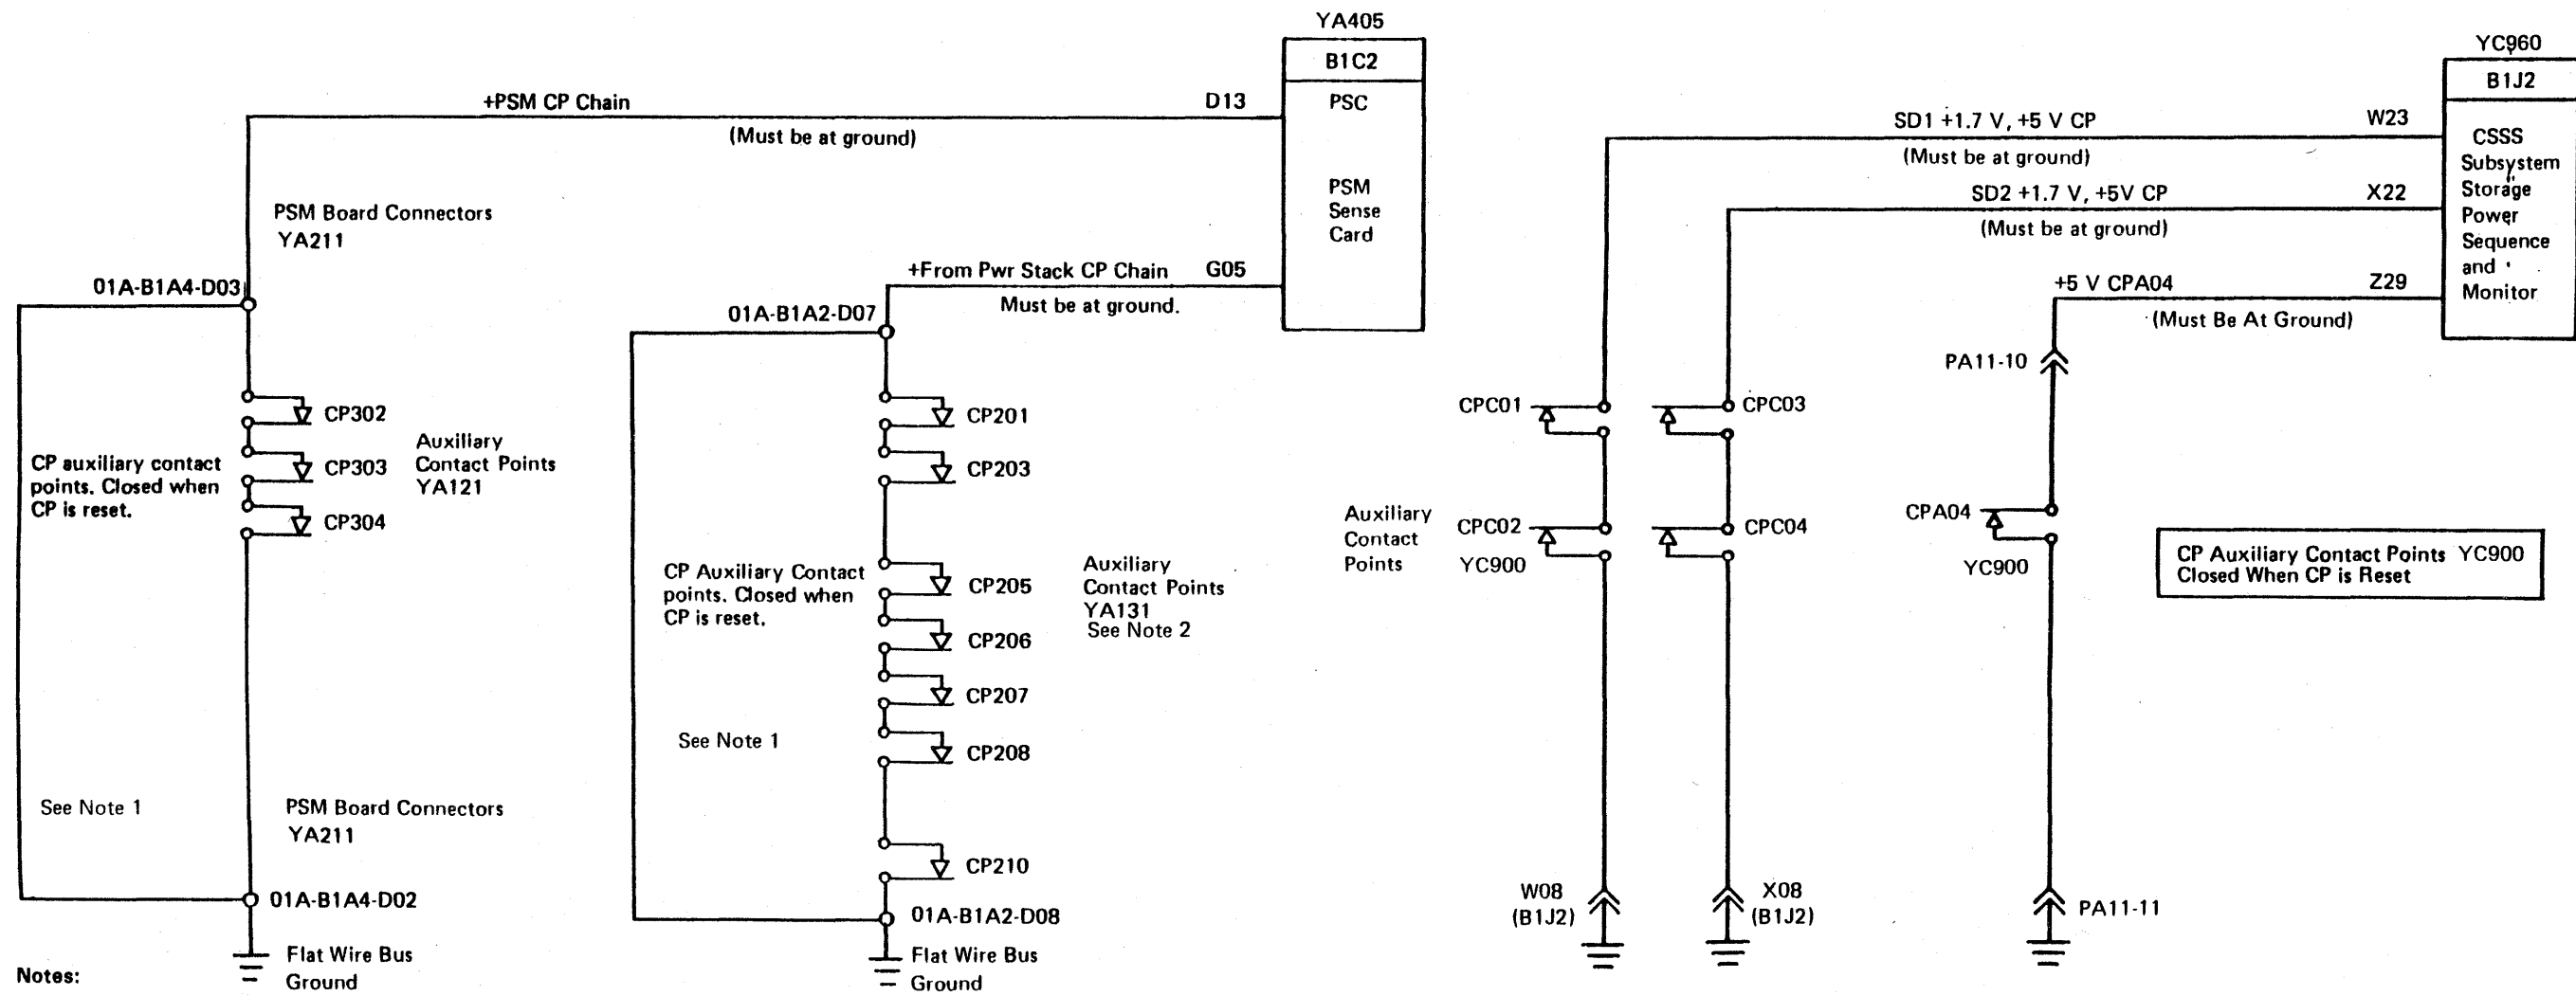 YA405
B1C2
PSC
PSM
Sense
Card
+PSM CP Chain
D13
(Must be at ground)
PSM Board Connectors
YA211
01A-B1A4-D03
CP302
CP303
CP304
CP auxiliary contact
points. Closed when
CP is reset.
Auxiliary
Contact Points
YA121
See Note 1
PSM Board Connectors
YA211
01A-B1A4-D02
Flat Wire Bus
Ground
Notes:
+From Pwr Stack CP Chain
G05
Must be at ground.
01A-B1A2-D07
CP201
CP203
CP205
CP206
CP207
CP208
CP210
CP Auxiliary Contact
points. Closed when
CP is reset.
Auxiliary
Contact Points
YA131
See Note 2
See Note 1
01A-B1A2-D08
Flat Wire Bus
Ground
YC960
B1J2
CSSS
Subsystem
Storage
Power
Sequence
and
Monitor
SD1 +1.7 V, +5 V CP
W23
(Must be at ground)
SD2 +1.7 V, +5V CP
X22
(Must be at ground)
+5 V CPA04
Z29
(Must Be At Ground)
PA11-10
CPC01
CPC03
Auxiliary
Contact
Points
CPC02
YC900
CPC04
CPA04
YC900
CP Auxiliary Contact Points YC900
Closed When CP is Reset
W08
(B1J2)
X08
(B1J2)
PA11-11